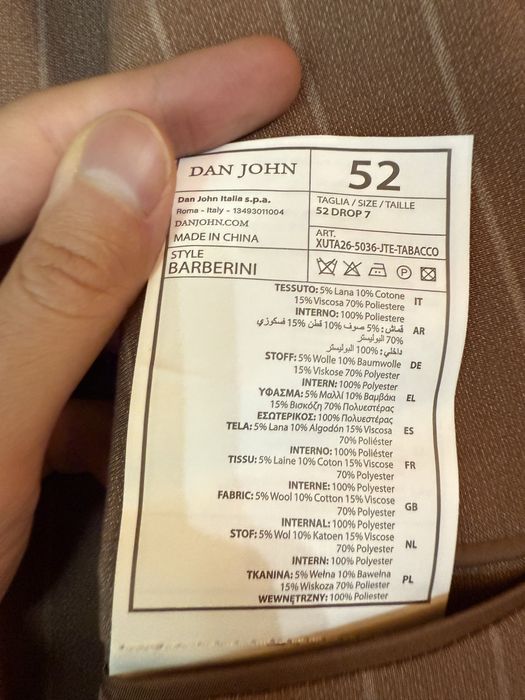 DAN JOHN
52
Dan John Italia s.p.a.
Roma - Italy - 13493011004
DANJOHN.COM
MADE IN CHINA
TAGLIA / SIZE / TAILLE
52 DROP 7
STYLE
BARBERINI
ART.
XUTA26-5036-JTE-TABACCO
P
TESSUTO: 5% Lana 10% Cotone
15% Viscosa 70% Poliestere
IT
INTERNO: 100% Poliestere
قماش: 5% صوف 10% قطن 15% فسكوزي
AR
70% البوليستر
داخلي: 100% البوليستر
STOFF: 5% Wolle 10% Baumwolle
DE
15% Viskose 70% Polyester
INTERN: 100% Polyester
ΥΦΑΣΜΑ: 5% Μαλλί 10% Βαμβάκι
EL
15% Βισκόζη 70% Πολυεστέρας
ΕΣΩΤΕΡΙΚΟΣ: 100% Πολυεστέρας
TELA: 5% Lana 10% Algodón 15% Viscosa
ES
70% Poliéster
INTERNO: 100% Poliéster
TISSU: 5% Laine 10% Coton 15% Viscose
FR
70% Polyester
INTERNE: 100% Polyester
FABRIC: 5% Wool 10% Cotton 15% Viscose
GB
70% Polyester
INTERNAL: 100% Polyester
STOF: 5% Wol 10% Katoen 15% Viscose
NL
70% Polyester
INTERN: 100% Polyester
TKANINA: 5% Wełna 10% Bawełna
PL
15% Wiskoza 70% Poliester
WEWNĘTRZNY: 100% Poliester